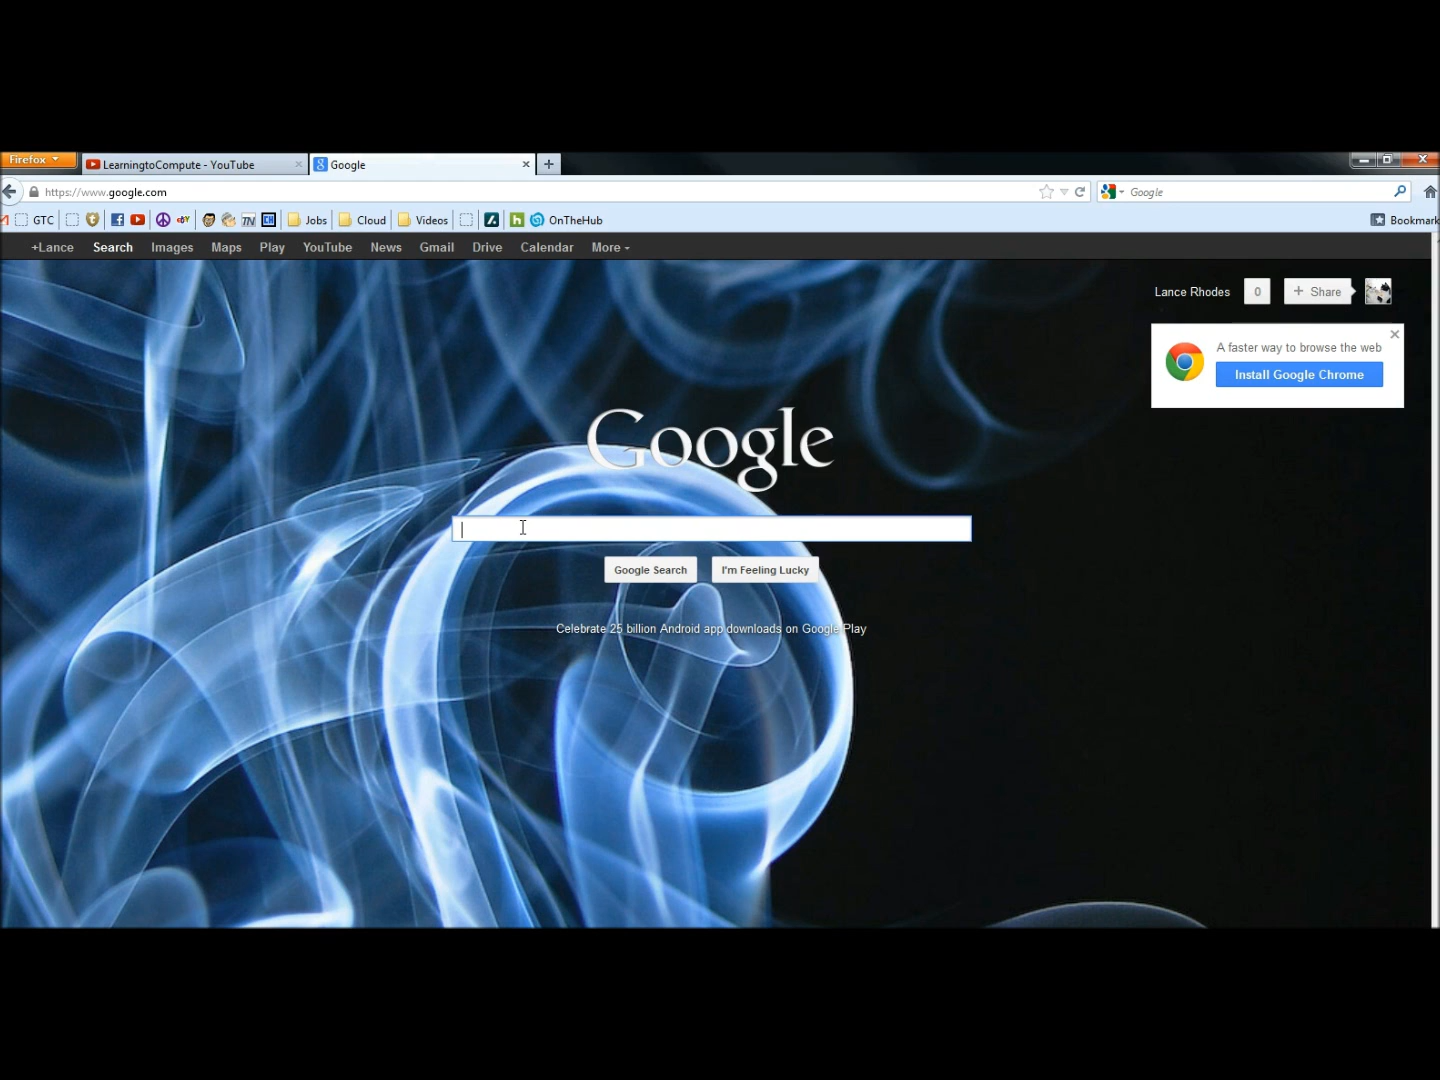 Firefox
LearningtoCompute - YouTube
Google
https://www.google.com
Google
GTC
Jobs
Cloud
Videos
OnTheHub
Bookmark
+Lance Search Images Maps Play YouTube News Gmail Drive Calendar More
Lance Rhodes 0 + Share
A faster way to browse the web
Install Google Chrome
Google
Google Search I'm Feeling Lucky
Celebrate 25 billion Android app downloads on Google Play